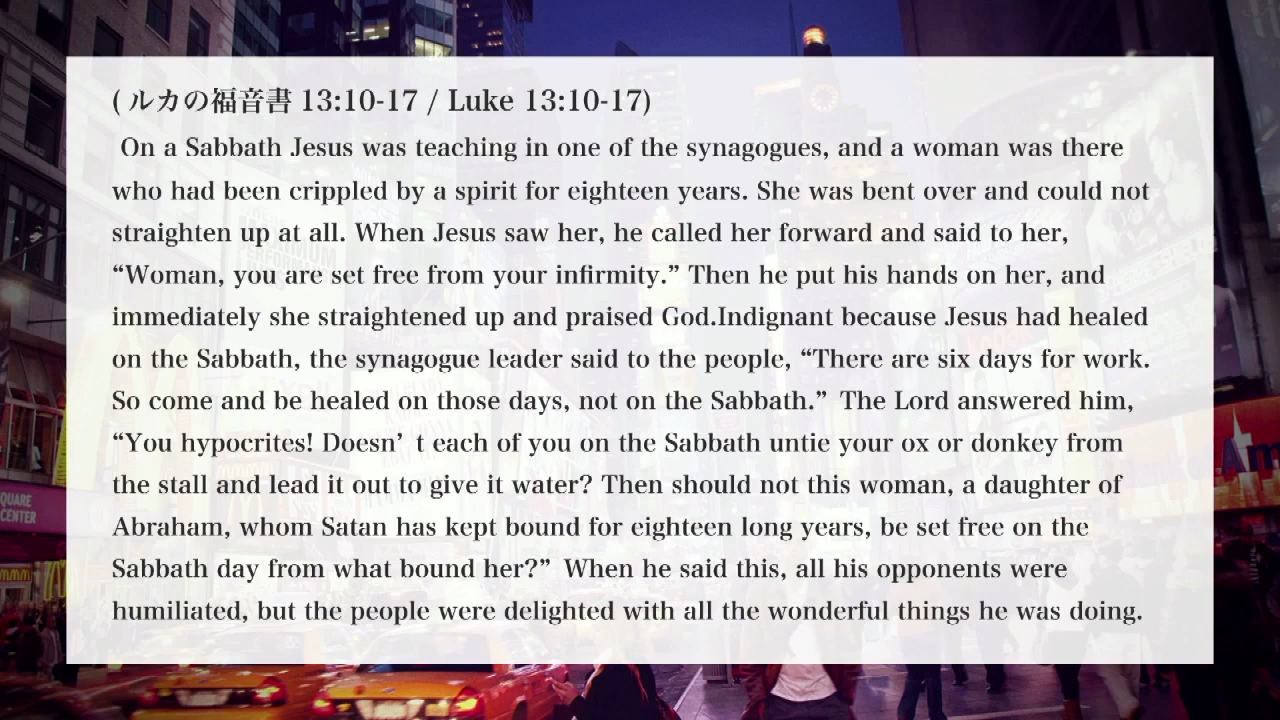 (ルカの福音書 13:10-17 / Luke 13:10-17)
On a Sabbath Jesus was teaching in one of the synagogues, and a woman was there
who had been crippled by a spirit for eighteen years. She was bent over and could not
straighten up at all. When Jesus saw her, he called her forward and said to her,
“Woman, you are set free from your infirmity.” Then he put his hands on her, and
immediately she straightened up and praised God.Indignant because Jesus had healed
on the Sabbath, the synagogue leader said to the people, “There are six days for work.
So come and be healed on those days, not on the Sabbath.” The Lord answered him,
“You hypocrites! Doesn’ t each of you on the Sabbath untie your ox or donkey from
the stall and lead it out to give it water? Then should not this woman, a daughter of
Abraham, whom Satan has kept bound for eighteen long years, be set free on the
Sabbath day from what bound her?” When he said this, all his opponents were
humiliated, but the people were delighted with all the wonderful things he was doing.
QUARE
CENTER